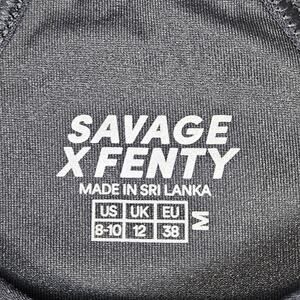 SAVAGE
X FENTY
MADE IN SRI LANKA
US UK EU
8-10 12 38 M